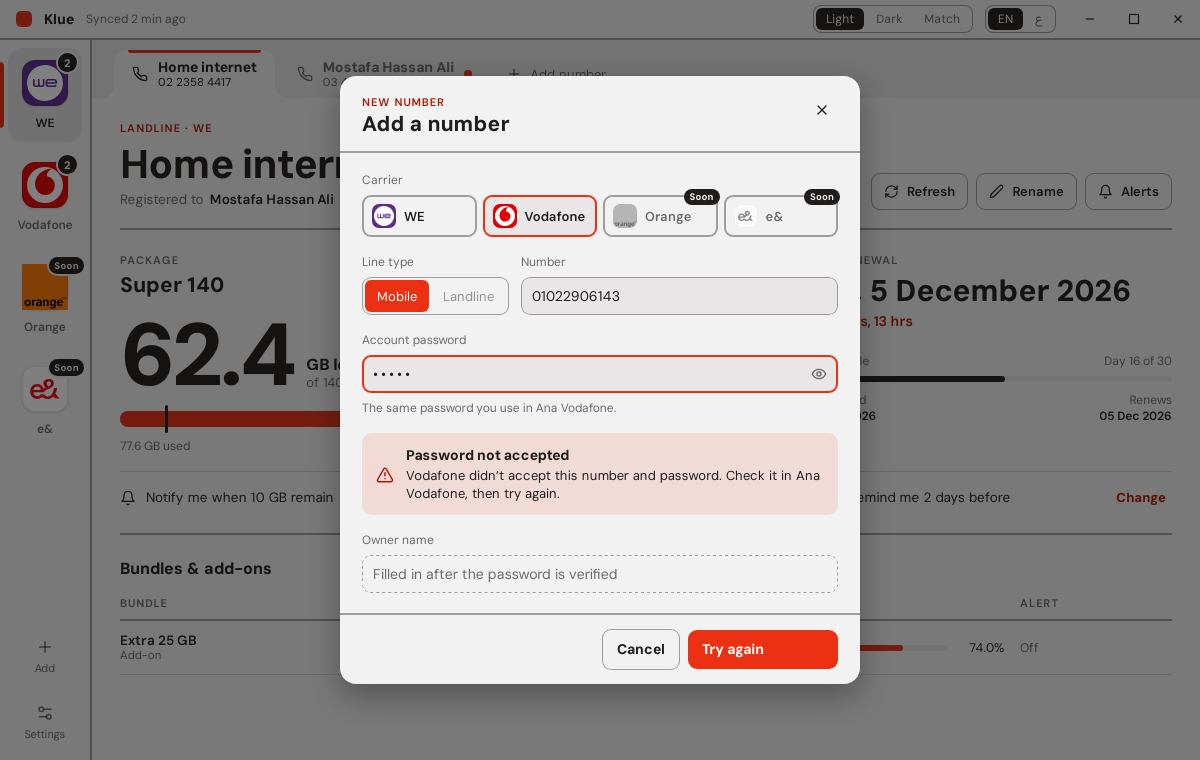 Klue Synced 2 min ago Light Dark Match EN ع
2 WE
2 Vodafone
Soon orange Orange
Soon e& e&
Add
Settings
Home internet
02 2358 4417
Mostafa Hassan Ali
03
Add number
LANDLINE · WE
Home inter
Registered to Mostafa Hassan Ali
Refresh Rename Alerts
PACKAGE
Super 140
62.4 GB
of 140
77.6 GB used
Notify me when 10 GB remain
5 December 2026
13 hrs
Day 16 of 30
Renews
05 Dec 2026
me 2 days before Change
Bundles & add-ons
BUNDLE ALERT
Extra 25 GB
Add-on
74.0% Off
NEW NUMBER
Add a number
Carrier
WE Vodafone Orange Soon e& Soon
Line type Number
Mobile Landline 01022906143
Account password
•••••
The same password you use in Ana Vodafone.
Password not accepted
Vodafone didn’t accept this number and password. Check it in Ana
Vodafone, then try again.
Owner name
Filled in after the password is verified
Cancel Try again